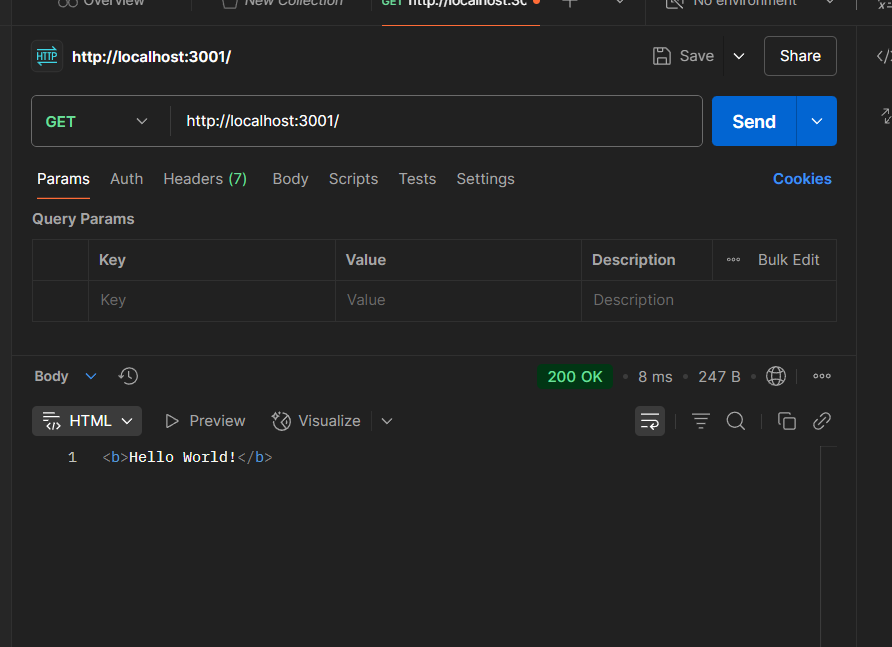 Overview New Collection GET http://localhost:3 No environment
HTTP http://localhost:3001/ Save Share
GET http://localhost:3001/ Send
Params Auth Headers (7) Body Scripts Tests Settings Cookies
Query Params
Key Value Description Bulk Edit
Key Value Description
Body 200 OK 8 ms 247 B
HTML Preview Visualize
1 <b>Hello World!</b>